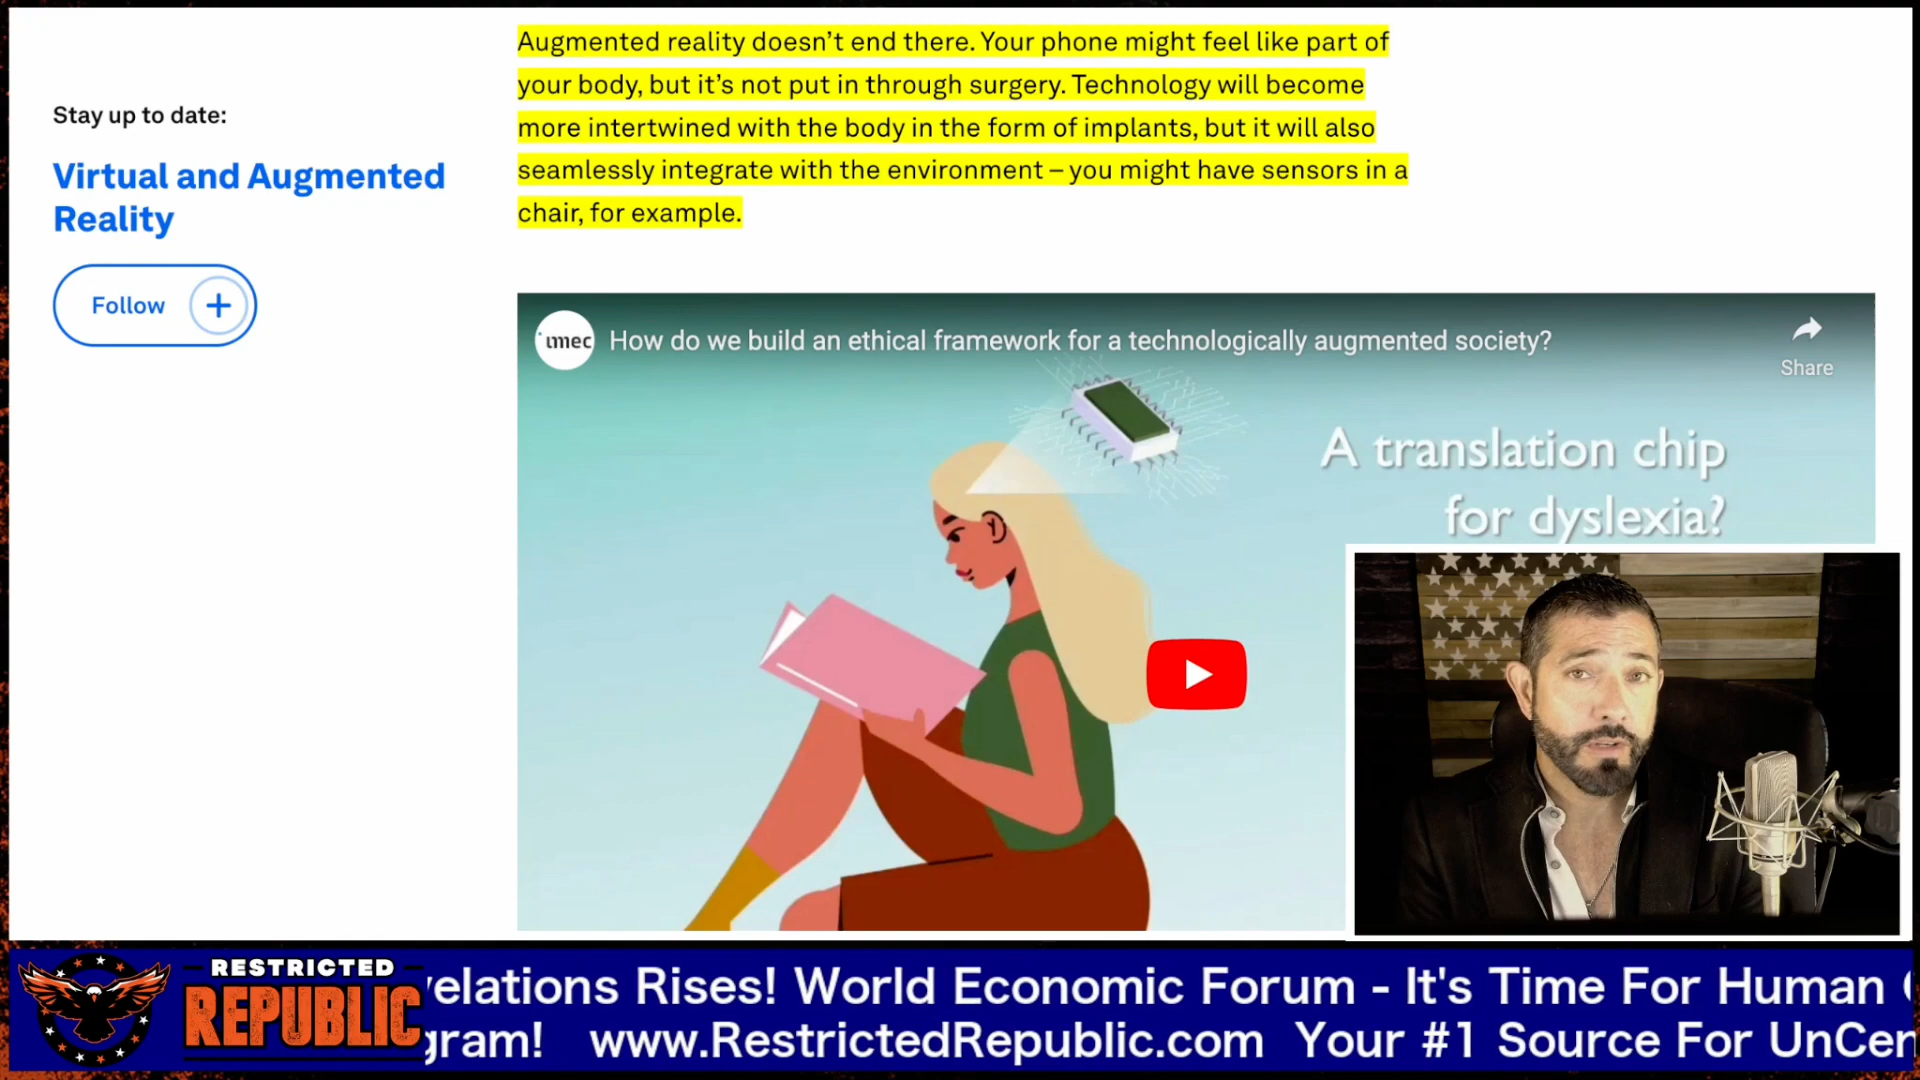 Augmented reality doesn’t end there. Your phone might feel like part of
your body, but it’s not put in through surgery. Technology will become
more intertwined with the body in the form of implants, but it will also
seamlessly integrate with the environment – you might have sensors in a
chair, for example.
Stay up to date:
Virtual and Augmented
Reality
Follow
imec
How do we build an ethical framework for a technologically augmented society?
Share
A translation chip
for dyslexia?
RESTRICTED
REPUBLIC
velations Rises! World Economic Forum - It's Time For Human
gram! www.RestrictedRepublic.com Your #1 Source For UnCen